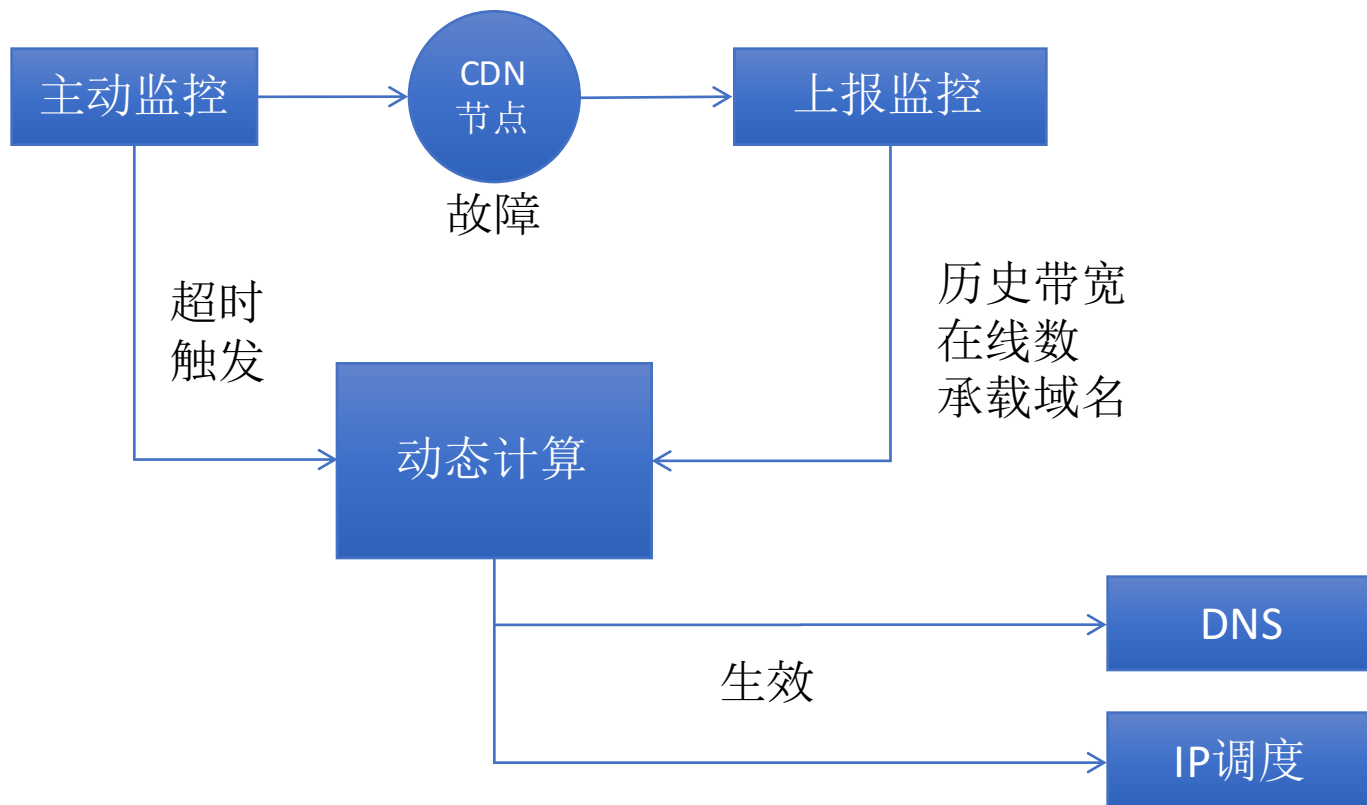 主动监控
CDN
节点
上报监控
故障
超时
触发
历史带宽
在线数
承载域名
动态计算
DNS
生效
IP调度